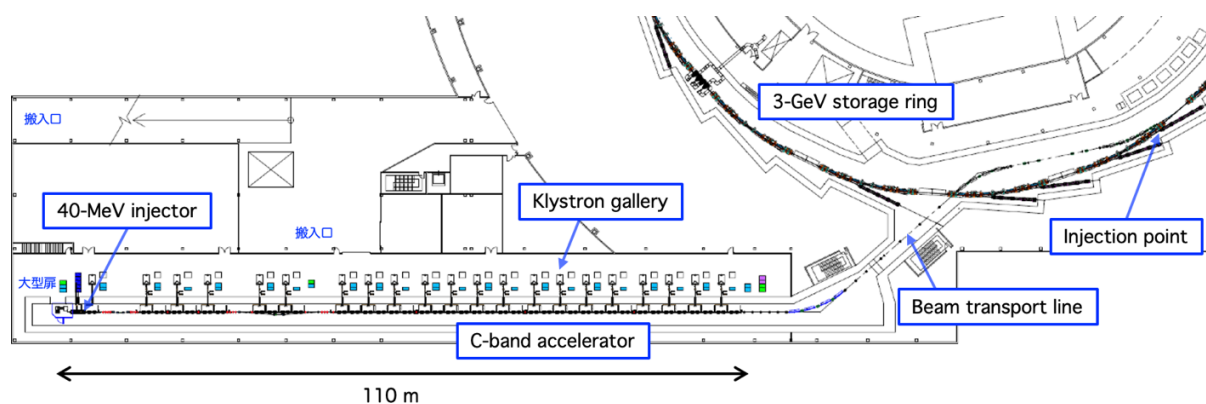 3-GeV storage ring
搬入口
40-MeV injector
Klystron gallery
搬入口
Injection point
大型扉
Beam transport line
C-band accelerator
110 m